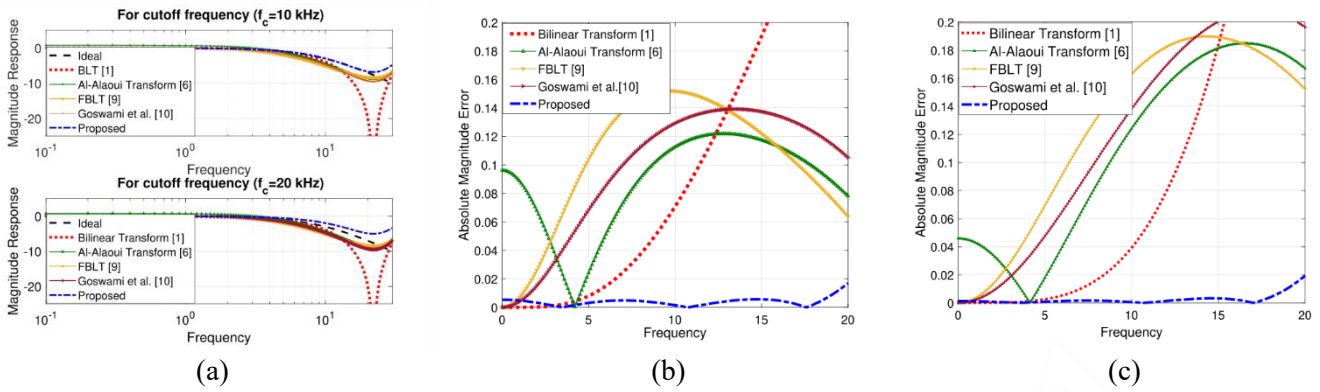 For cutoff frequency (f_c=10 kHz)
Magnitude Response
0
-10
-20
Ideal
BLT [1]
Al-Alaoui Transform [6]
FBLT [9]
Goswami et al. [10]
Proposed
10^-1
10^0
10^1
Frequency
For cutoff frequency (f_c=20 kHz)
Magnitude Response
0
-10
-20
Ideal
Bilinear Transform [1]
Al-Alaoui Transform [6]
FBLT [9]
Goswami et al. [10]
Proposed
10^-1
10^0
10^1
Frequency
(a)
Absolute Magnitude Error
0.2
0.18
0.16
0.14
0.12
0.1
0.08
0.06
0.04
0.02
0
Bilinear Transform [1]
Al-Alaoui Transform [6]
FBLT [9]
Goswami et al.[10]
Proposed
0
5
10
15
20
Frequency
(b)
Absolute Magnitude Error
0.2
0.18
0.16
0.14
0.12
0.1
0.08
0.06
0.04
0.02
0
Bilinear Transform [1]
Al-Alaoui Transform [6]
FBLT [9]
Goswami et al. [10]
Proposed
0
5
10
15
20
Frequency
(c)